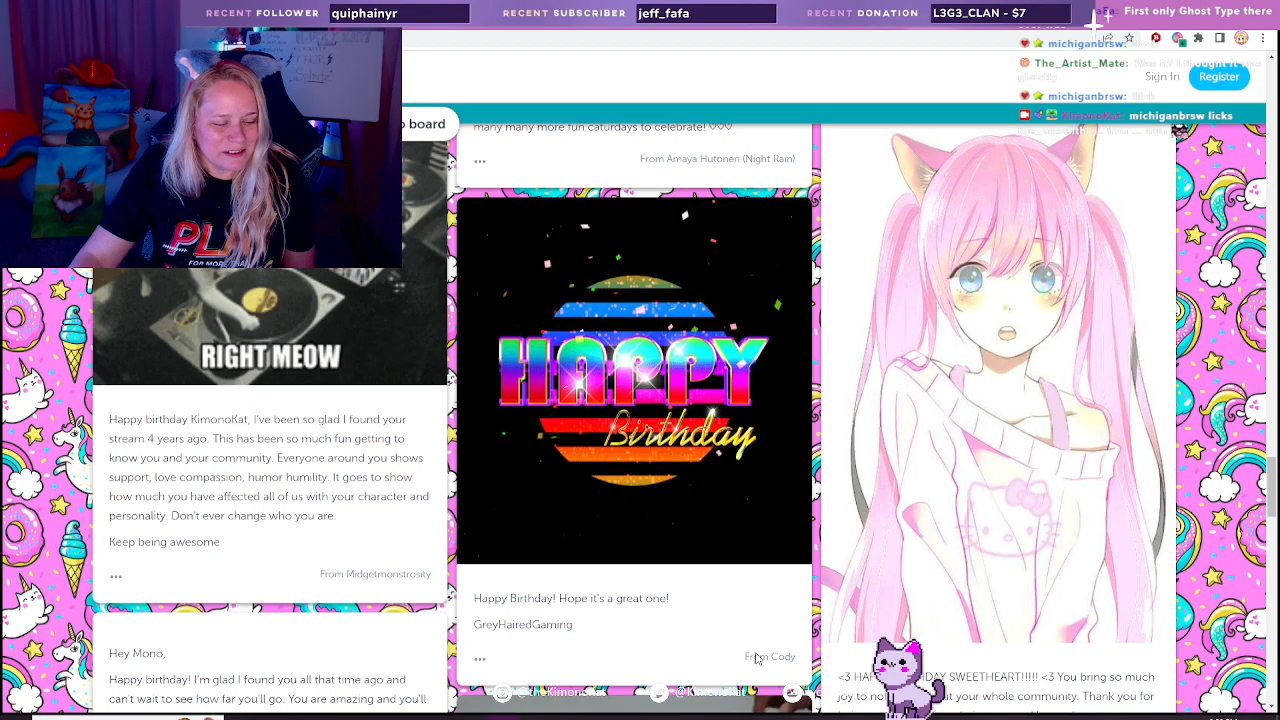 RECENT FOLLOWER quiphainyr RECENT SUBSCRIBER jeff_fafa RECENT DONATION L3G3_CLAN - $7 First only Ghost Type there
michiganbrsw:
The_Artist_Mate:
michiganbrsw:
KimonoKat: michiganbrsw licks
Sign In Register
board
many many more fun caturdays to celebrate! ♡♡♡
From Amaya Hutonen (Night Rain)
RIGHT MEOW
Happy birthday KimonoKat, I've been so glad I found your
stream 4 years ago. This has been so much fun getting to
know you and your community. Everyone around you shows
support, love compassion, humor humility. It goes to show
how much you have affected all of us with your character and
personality. Don't ever change who you are.
Keep being awesome
From Midgetmonstrosity
Hey Mono,
Happy birthday! I'm glad I found you all that time ago and
can't wait to see how far you'll go. You are amazing and you'll
HAPPY
Birthday
Happy Birthday! Hope it's a great one!
GreyHairedGaming
From Cody
SWEETHEART!!!!! <3 You bring so much
your whole community. Thank you for